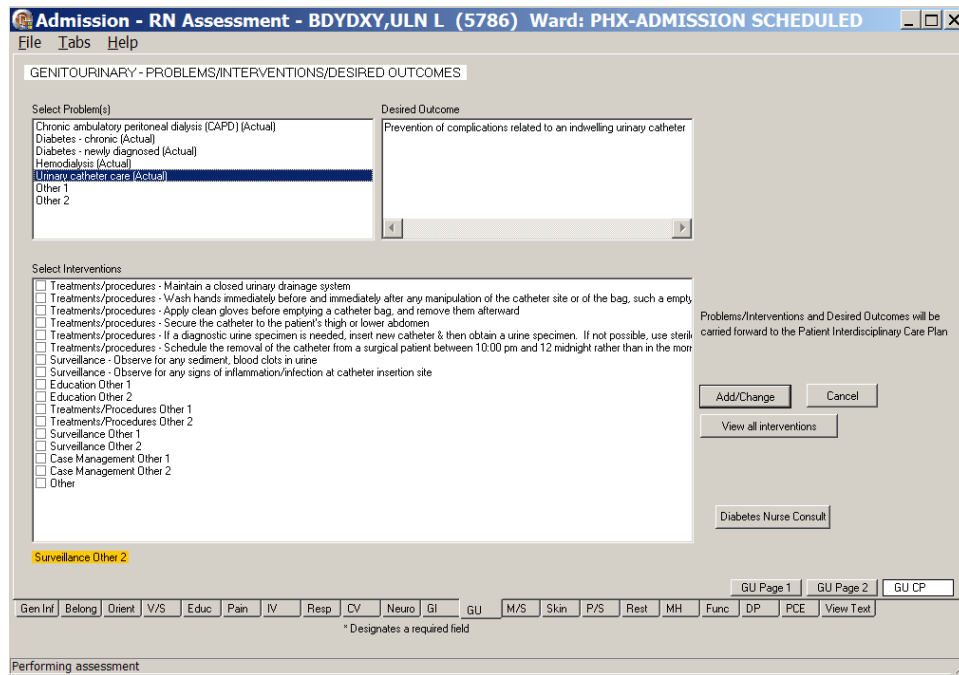 Admission - RN Assessment - BDYDXY,ULN L (5786) Ward: PHX-ADMISSION SCHEDULED
File Tabs Help
GENITOURINARY - PROBLEMS/INTERVENTIONS/DESIRED OUTCOMES
Select Problem(s)
Chronic ambulatory peritoneal dialysis (CAPD) (Actual)
Diabetes - chronic (Actual)
Diabetes - newly diagnosed (Actual)
Hemodialysis (Actual)
Urinary catheter care (Actual)
Other 1
Other 2
Desired Outcome
Prevention of complications related to an indwelling urinary catheter
Select Interventions
Treatments/procedures - Maintain a closed urinary drainage system
Treatments/procedures - Wash hands immediately before and immediately after any manipulation of the catheter site or of the bag, such a empty
Treatments/procedures - Apply clean gloves before emptying a catheter bag, and remove them afterward
Treatments/procedures - Secure the catheter to the patient's thigh or lower abdomen
Treatments/procedures - If a diagnostic urine specimen is needed, insert new catheter & then obtain a urine specimen. If not possible, use steril
Treatments/procedures - Schedule the removal of the catheter from a surgical patient between 10:00 pm and 12 midnight rather than in the morr
Surveillance - Observe for any sediment, blood clots in urine
Surveillance - Observe for any signs of inflammation/infection at catheter insertion site
Education Other 1
Education Other 2
Treatments/Procedures Other 1
Treatments/Procedures Other 2
Surveillance Other 1
Surveillance Other 2
Case Management Other 1
Case Management Other 2
Other
Problems/Interventions and Desired Outcomes will be
carried forward to the Patient Interdisciplinary Care Plan
Add/Change Cancel
View all interventions
Diabetes Nurse Consult
Surveillance Other 2
GU Page 1 GU Page 2 GU CP
Gen Inf Belong Orient V/S Educ Pain IV Resp CV Neuro GI GU M/S Skin P/S Rest MH Func DP PCE View Text
* Designates a required field
Performing assessment